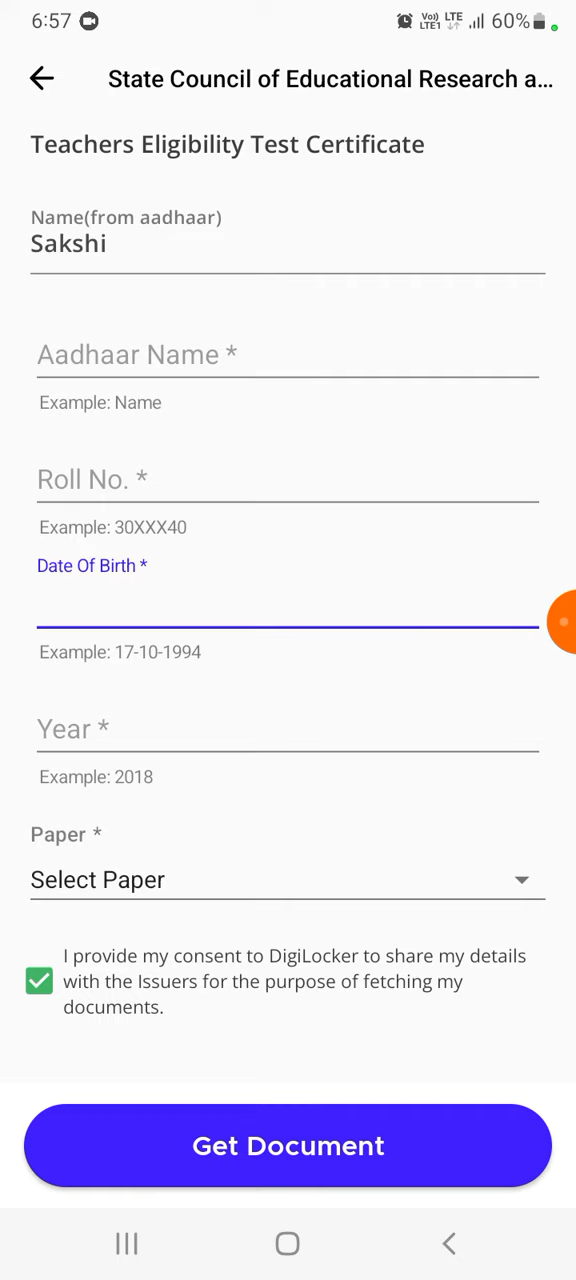 6:57
Vo)) LTE1 LTE 60%
State Council of Educational Research a...
Teachers Eligibility Test Certificate
Name(from aadhaar)
Sakshi
Aadhaar Name *
Example: Name
Roll No. *
Example: 30XXX40
Date Of Birth *
Example: 17-10-1994
Year *
Example: 2018
Paper *
Select Paper
I provide my consent to DigiLocker to share my details
with the Issuers for the purpose of fetching my
documents.
Get Document